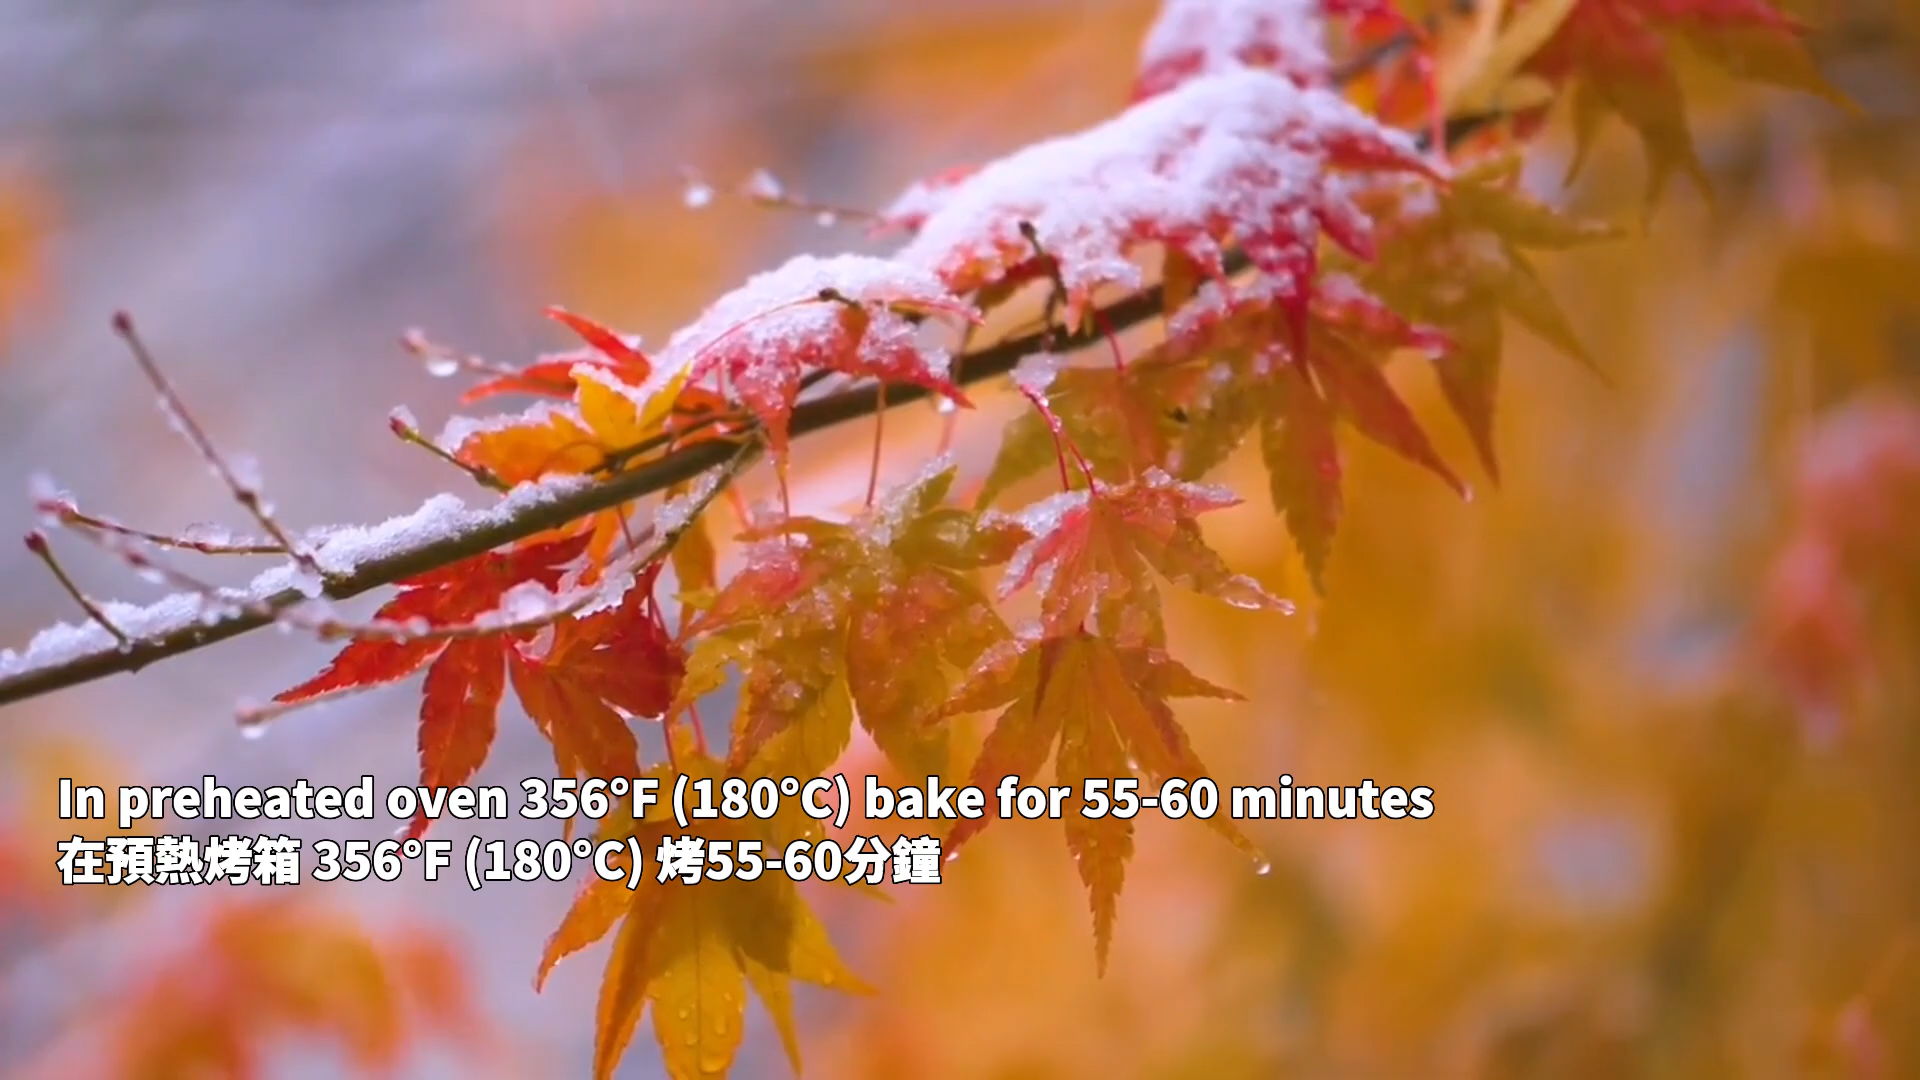 In preheated oven 356°F (180°C) bake for 55-60 minutes
在預熱烤箱 356°F (180°C) 烤55-60分鐘